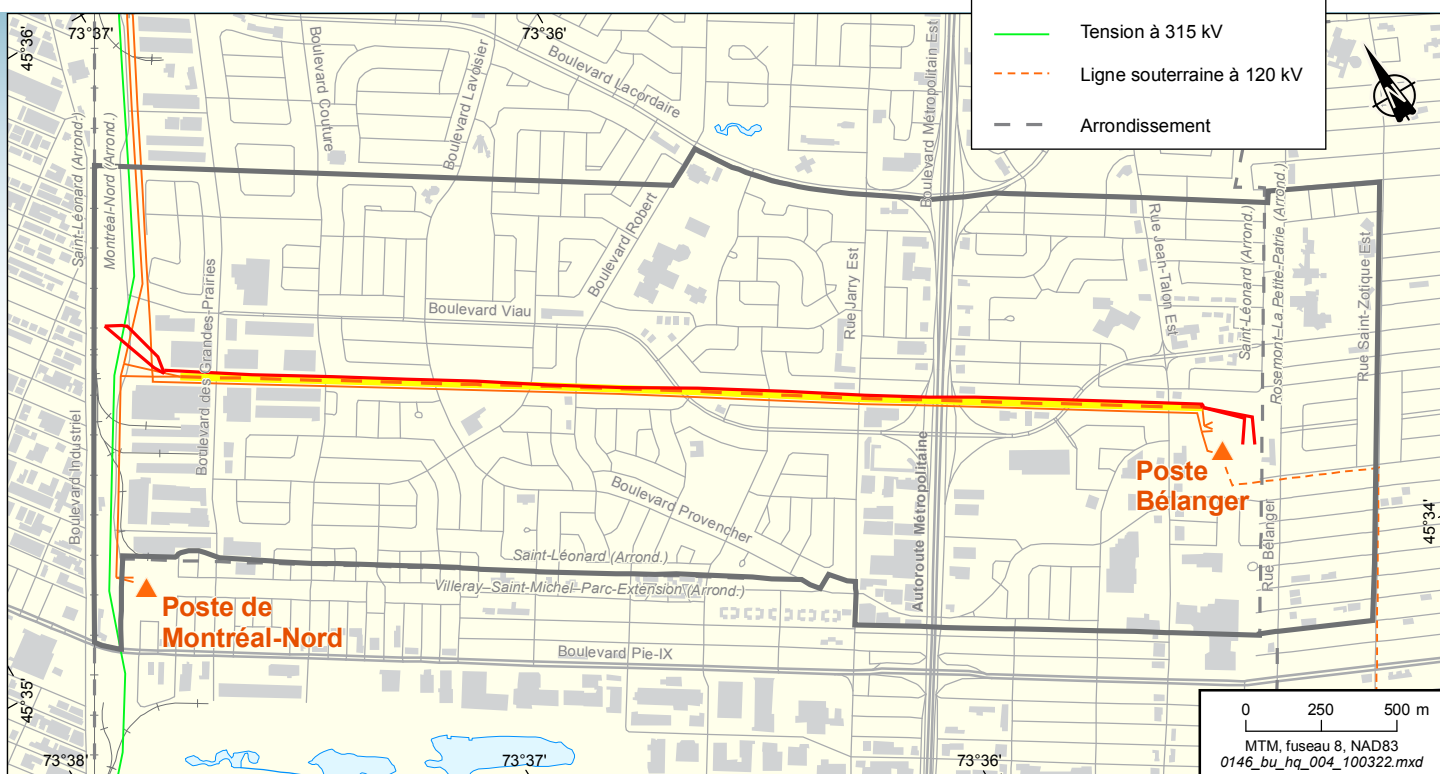 45°36'
73°37'
73°36'
Tension à 315 kV
Ligne souterraine à 120 kV
Arrondissement
Boulevard Couture
Boulevard Lavoisier
Boulevard Lacordaire
Boulevard Métropolitain Est
Saint-Léonard (Arrond.)
Montréal-Nord (Arrond.)
Boulevard Robert
Rue Jean-Talon Est
Saint-Léonard (Arrond.)
Rosemont–La Petite-Patrie (Arrond.)
Rue Saint-Zotique Est
Boulevard des Grandes-Prairies
Boulevard Viau
Rue Jarry Est
Boulevard Industriel
Autoroute Métropolitaine
Poste
Bélanger
Boulevard Provencher
45°34'
Rue Bélanger
Saint-Léonard (Arrond.)
Villeray–Saint-Michel–Parc-Extension (Arrond.)
Poste de
Montréal-Nord
Boulevard Pie-IX
45°35'
73°38'
73°37'
73°36'
0 250 500 m
MTM, fuseau 8, NAD83
0146_bu_hq_004_100322.mxd